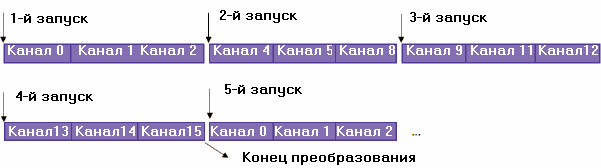 1-й запуск 2-й запуск 3-й запуск
Канал 0 Канал 1 Канал 2 Канал 4 Канал 5 Канал 8 Канал 9 Канал 11 Канал12
4-й запуск 5-й запуск
Канал13 Канал14 Канал15 Канал 0 Канал 1 Канал 2 ...
Конец преобразования